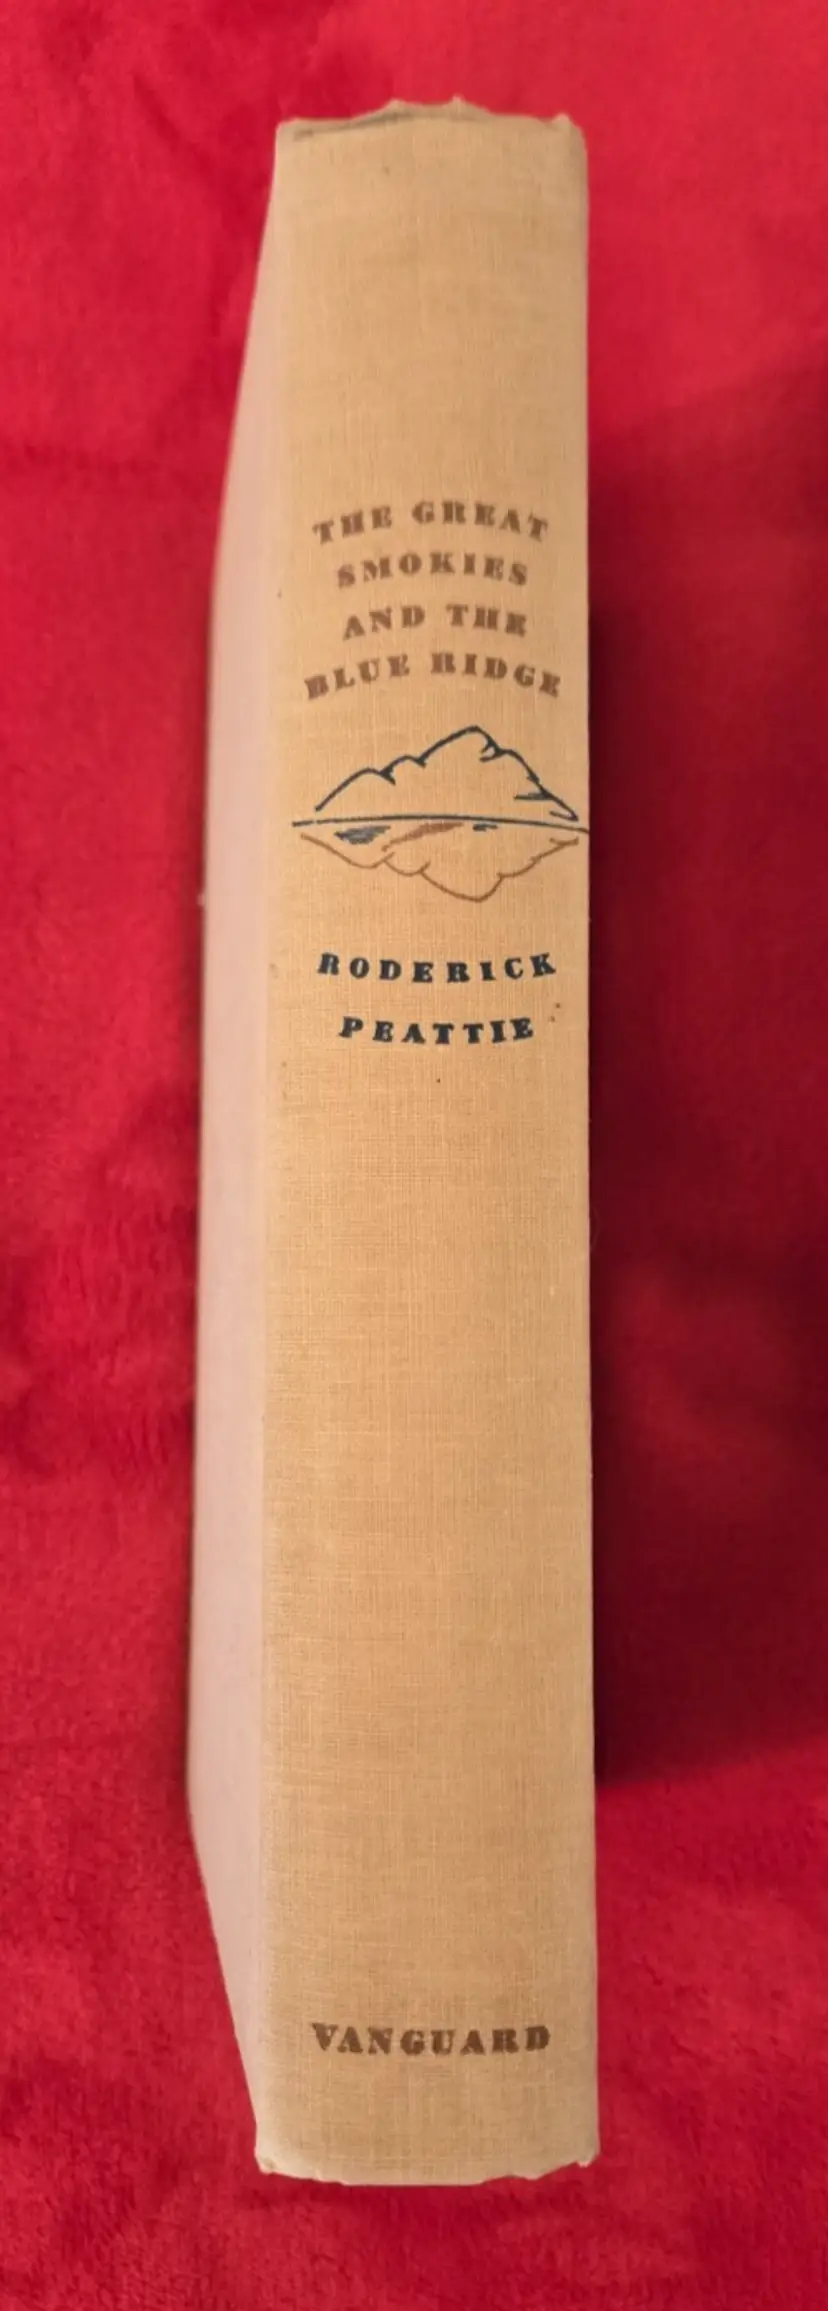 THE GREAT
SMOKIES
AND THE
BLUE RIDGE
RODERICK
PEATTIE
VANGUARD